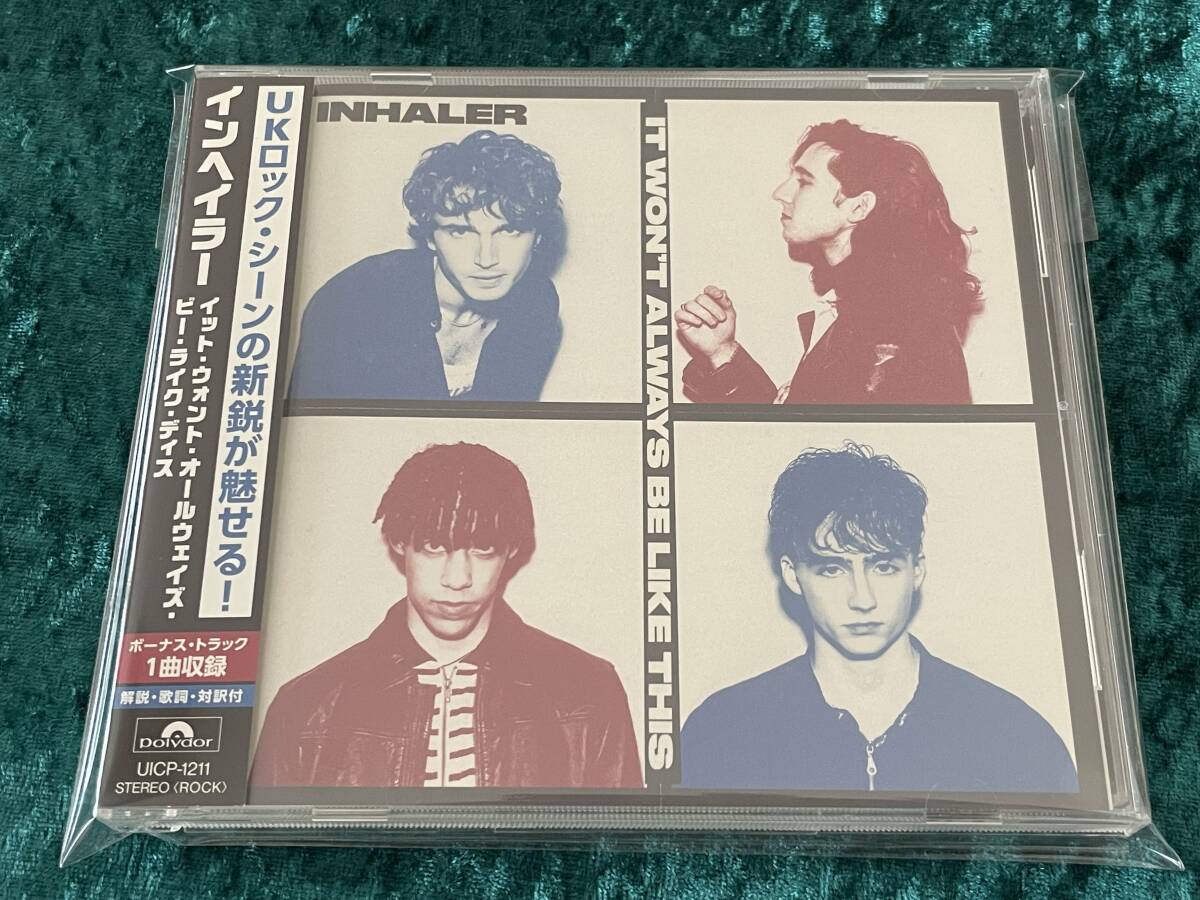 UKロック・シーンの新鋭が魅せる!
インヘイラー
イット・ウォント・オールウェイズ・
ビー・ライク・ディス
ボーナス・トラック
1曲収録
解説・歌詞・対訳付
polydor
UICP-1211
STEREO〈ROCK〉
INHALER
IT WON'T ALWAYS BE LIKE THIS